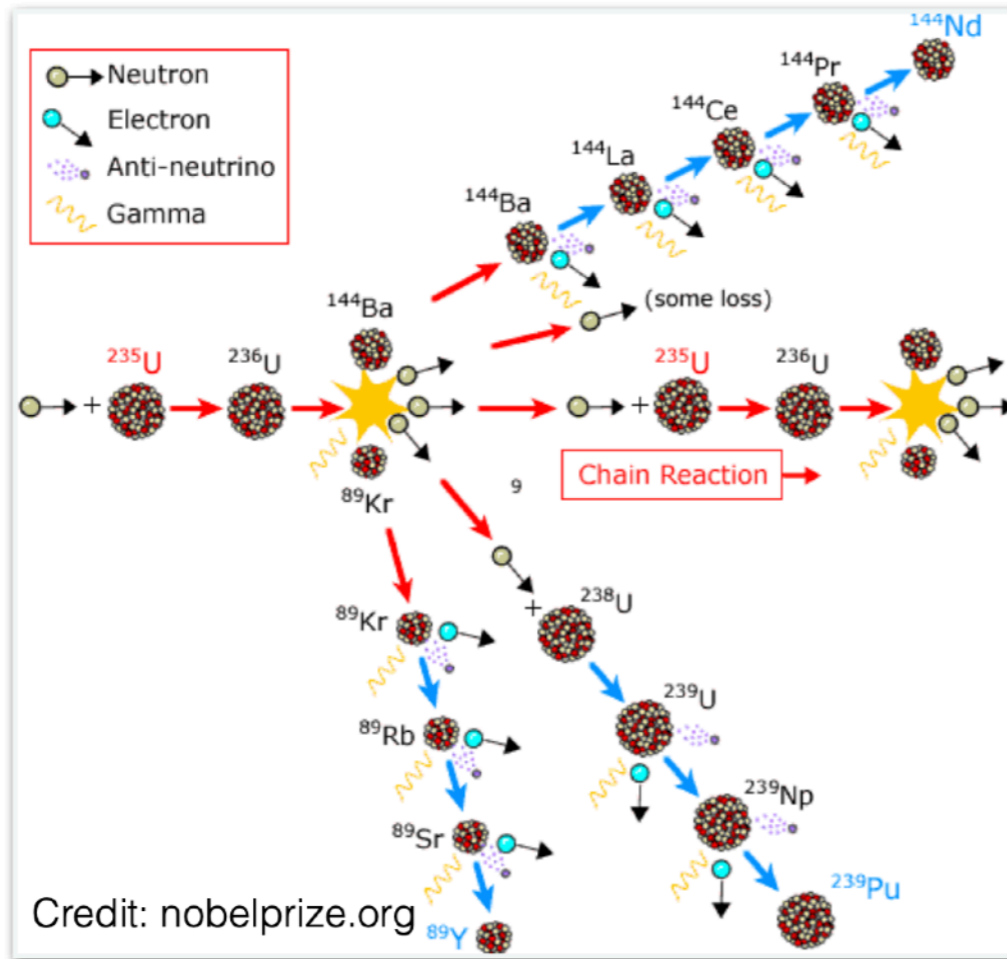 ¹⁴⁴Nd
Neutron
¹⁴⁴Pr
Electron
¹⁴⁴Ce
Anti-neutrino
¹⁴⁴La
Gamma
¹⁴⁴Ba
¹⁴⁴Ba
(some loss)
²³⁵U
²³⁶U
²³⁵U
²³⁶U
+
+
Chain Reaction
⁸⁹Kr
9
²³⁸U
+
⁸⁹Kr
²³⁹U
⁸⁹Rb
²³⁹Np
⁸⁹Sr
²³⁹Pu
Credit: nobelprize.org
⁸⁹Y